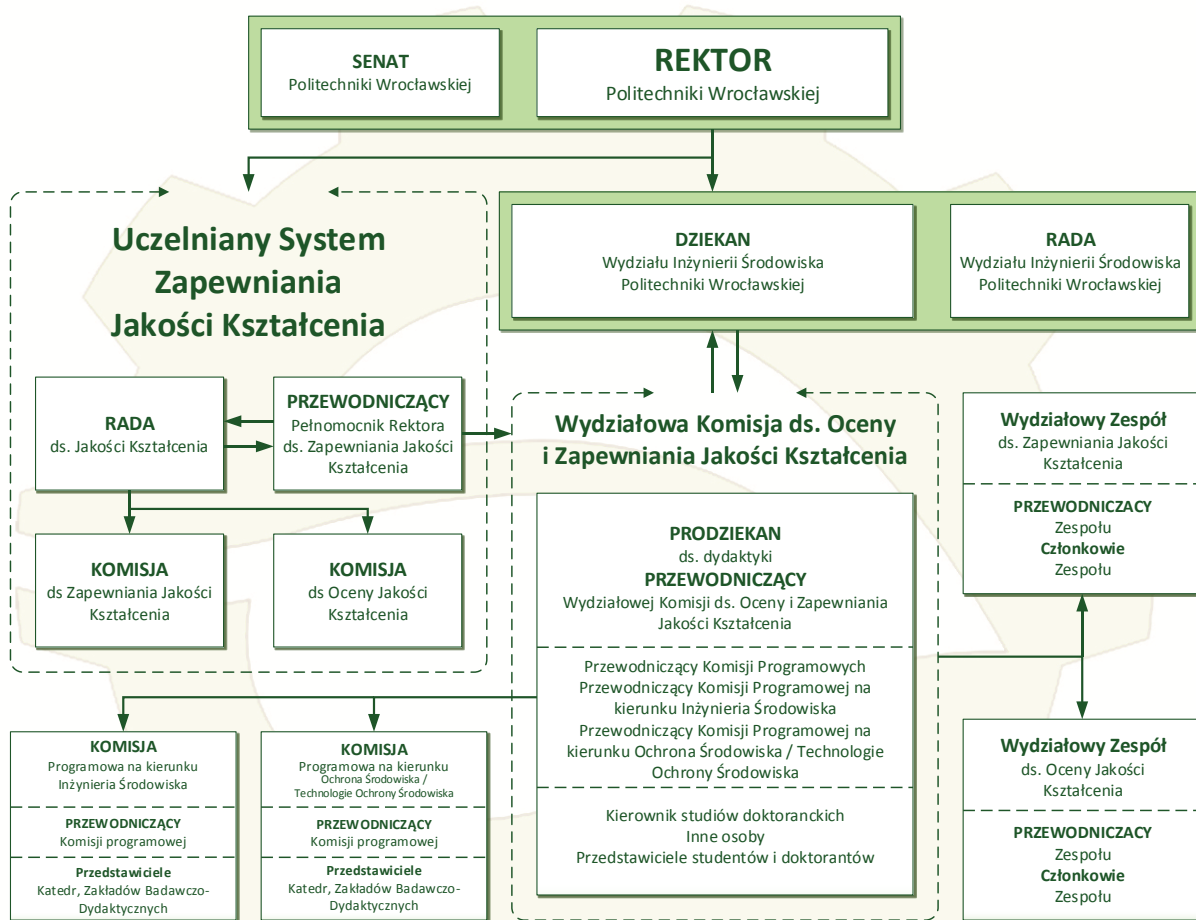 SENAT
Politechniki Wrocławskiej
REKTOR
Politechniki Wrocławskiej
Uczelniany System
Zapewniania
Jakości Kształcenia
DZIEKAN
Wydziału Inżynierii Środowiska
Politechniki Wrocławskiej
RADA
Wydziału Inżynierii Środowiska
Politechniki Wrocławskiej
RADA
ds. Jakości Kształcenia
PRZEWODNICZĄCY
Pełnomocnik Rektora
ds. Zapewniania Jakości
Kształcenia
KOMISJA
ds Zapewniania Jakości
Kształcenia
KOMISJA
ds Oceny Jakości
Kształcenia
Wydziałowa Komisja ds. Oceny
i Zapewniania Jakości Kształcenia
PRODZIEKAN
ds. dydaktyki
PRZEWODNICZĄCY
Wydziałowej Komisji ds. Oceny i Zapewniania
Jakości Kształcenia
Przewodniczący Komisji Programowych
Przewodniczący Komisji Programowej na
kierunku Inżynieria Środowiska
Przewodniczący Komisji Programowej na
kierunku Ochrona Środowiska / Technologie
Ochrony Środowiska
Kierownik studiów doktoranckich
Inne osoby
Przedstawiciele studentów i doktorantów
Wydziałowy Zespół
ds. Zapewniania Jakości
Kształcenia
PRZEWODNICZACY
Zespołu
Członkowie
Zespołu
Wydziałowy Zespół
ds. Oceny Jakości
Kształcenia
PRZEWODNICZACY
Zespołu
Członkowie
Zespołu
KOMISJA
Programowa na kierunku
Inżynieria Środowiska
PRZEWODNICZĄCY
Komisji programowej
Przedstawiciele
Katedr, Zakładów Badawczo-
Dydaktycznych
KOMISJA
Programowa na kierunku
Ochrona Środowiska /
Technologie Ochrony Środowiska
PRZEWODNICZĄCY
Komisji programowej
Przedstawiciele
Katedr, Zakładów Badawczo-
Dydaktycznych